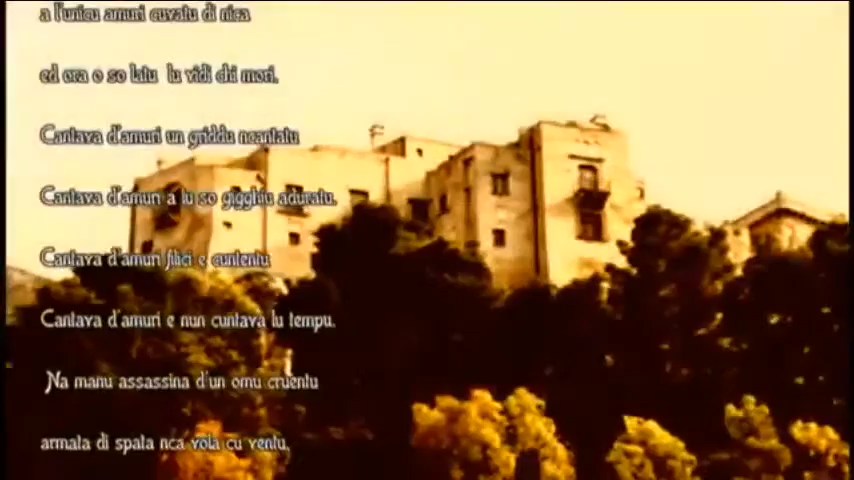 a l'unicu amuri cuvatu di nica
ed ora o so latu lu vidi chi mori.
Cantava d'amuri un griddu ncantatu
Cantava d'amuri a lu so gigghiu aduratu.
Cantava d'amuri filici e cuntentu
Cantava d'amuri e nun cuntava lu tempu.
Na manu assassina d'un omu cruentu
armata di spata nca vola cu ventu,